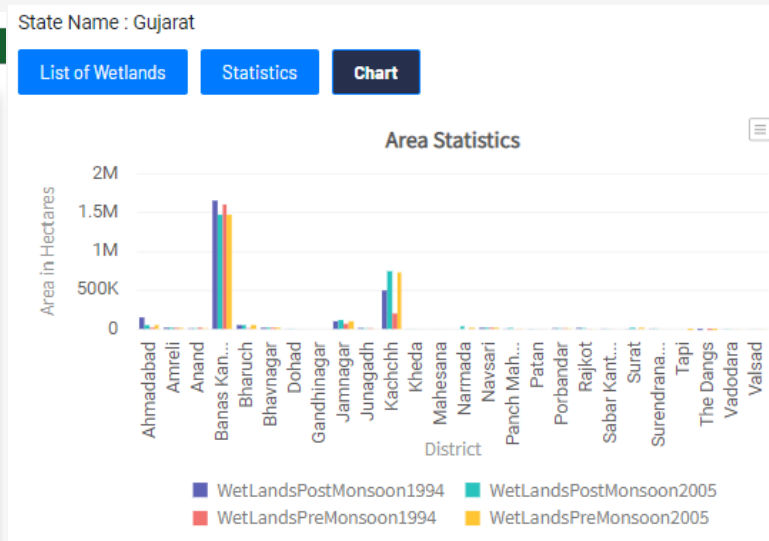 State Name : Gujarat
List of Wetlands
Statistics
Chart
Area Statistics
Area in Hectares
2M
1.5M
1M
500K
0
Ahmadabad
Amreli
Anand
Banas Kan...
Bharuch
Bhavnagar
Dohad
Gandhinagar
Jamnagar
Junagadh
Kachchh
Kheda
Mahesana
Narmada
Navsari
Panch Mah...
Patan
Porbandar
Rajkot
Sabar Kant...
Surat
Surendrana...
Tapi
The Dangs
Vadodara
Valsad
District
WetLandsPostMonsoon1994
WetLandsPostMonsoon2005
WetLandsPreMonsoon1994
WetLandsPreMonsoon2005